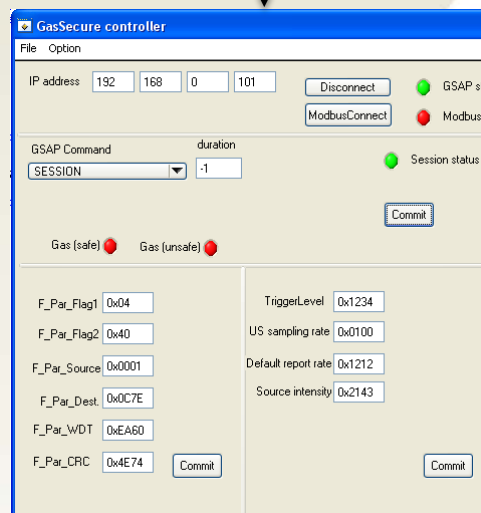 GasSecure controller
File Option
IP address 192 168 0 101
Disconnect GSAP s
ModbusConnect Modbus
GSAP Command duration
SESSION -1
Session status
Commit
Gas (safe) Gas (unsafe)
F_Par_Flag1 0x04
F_Par_Flag2 0x40
F_Par_Source 0x0001
F_Par_Dest. 0x0C7E
F_Par_WDT 0xEA60
F_Par_CRC 0x4E74 Commit
TriggerLevel 0x1234
US sampling rate 0x0100
Default report rate 0x1212
Source intensity 0x2143
Commit